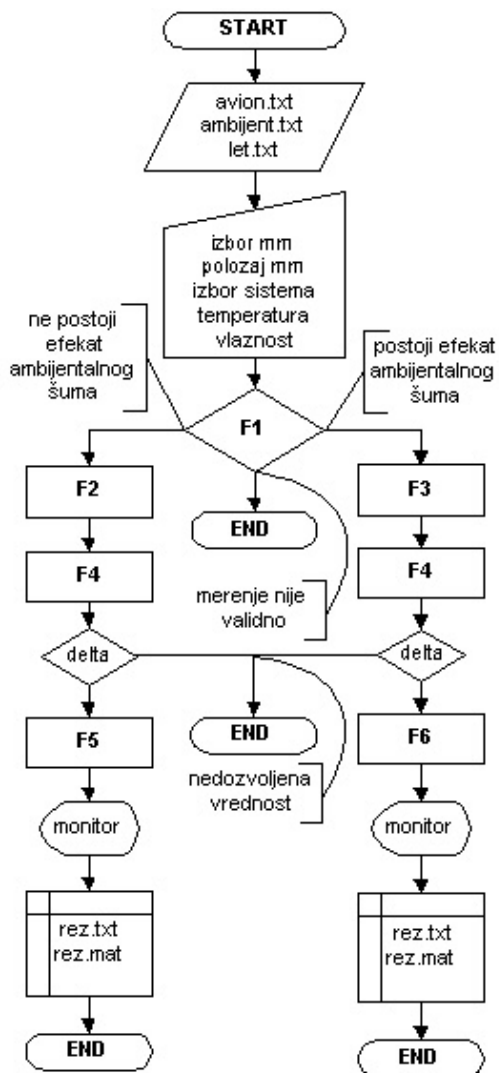 START
avion.txt
ambijent.txt
let.txt
izbor mm
polozaj mm
izbor sistema
temperatura
vlaznost
ne postoji
efekat
ambijentalnog
šuma
postoji efekat
ambijentalnog
šuma
F1
F2
F3
END
F4
F4
merenje nije
validno
delta
delta
F5
END
F6
nedozvoljena
vrednost
monitor
monitor
rez.txt
rez.mat
rez.txt
rez.mat
END
END